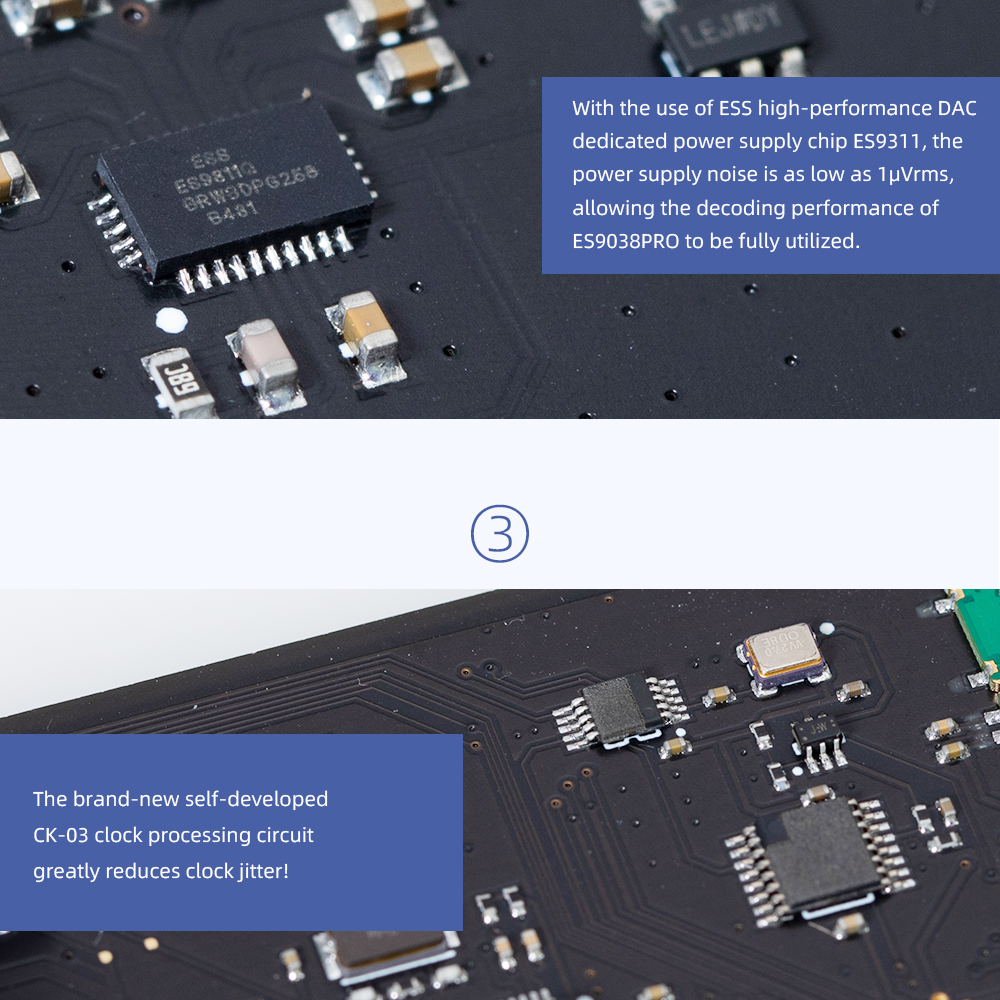 LEJ#DY
With the use of ESS high-performance DAC
dedicated power supply chip ES9311, the
power supply noise is as low as 1μVrms,
allowing the decoding performance of
ES9038PRO to be fully utilized.
ESS
ES9311Q
B481
68C
③
The brand-new self-developed
CK-03 clock processing circuit
greatly reduces clock jitter!